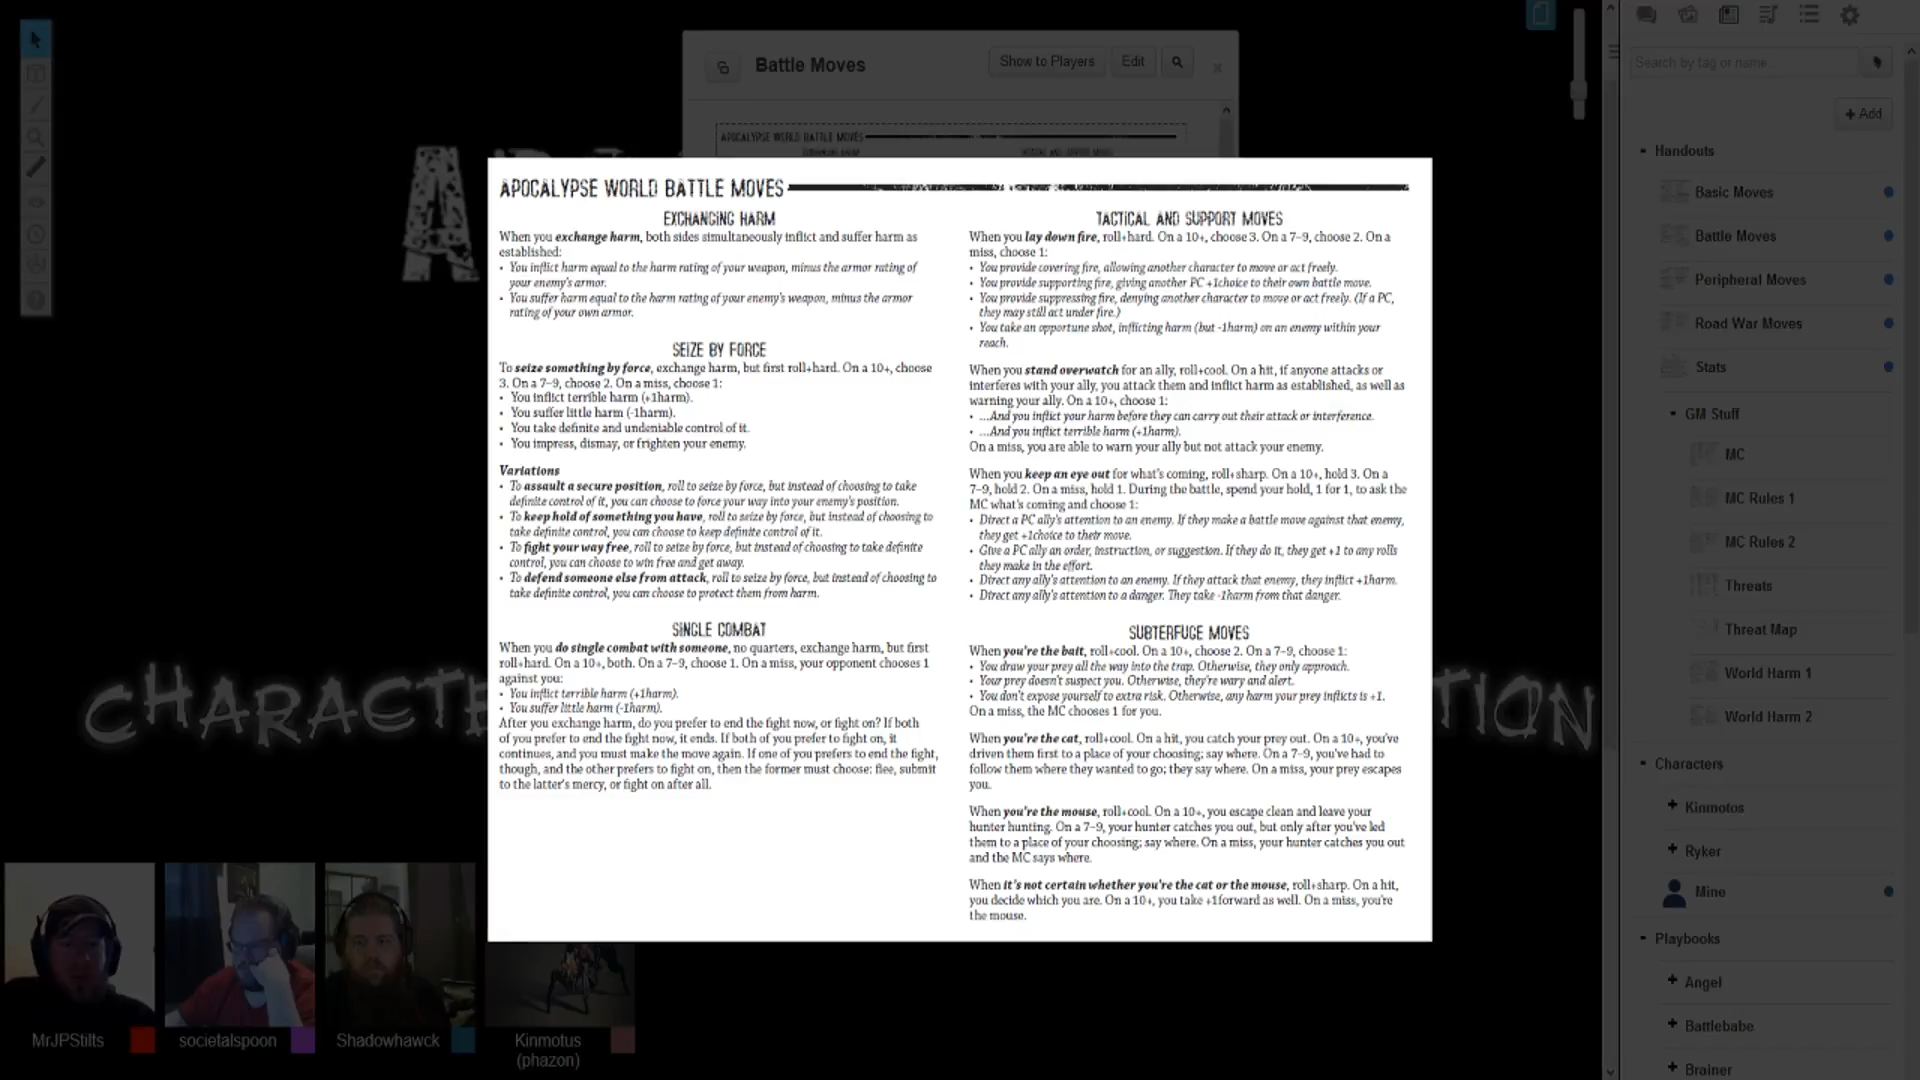 Battle Moves
Show to Players
Edit
APOCALYPSE WORLD BATTLE MOVES
APOCALYPSE WORLD BATTLE MOVES
EXCHANGING HARM
When you exchange harm, both sides simultaneously inflict and suffer harm as
established:
• You inflict harm equal to the harm rating of your weapon, minus the armor rating of
your enemy's armor.
• You suffer harm equal to the harm rating of your enemy's weapon, minus the armor
rating of your own armor.
SEIZE BY FORCE
To seize something by force, exchange harm, but first roll+hard. On a 10+, choose
3. On a 7–9, choose 2. On a miss, choose 1:
• You inflict terrible harm (+1harm).
• You suffer little harm (-1harm).
• You take definite and undeniable control of it.
• You impress, dismay, or frighten your enemy.
Variations
• To assault a secure position, roll to seize by force, but instead of choosing to take
definite control of it, you can choose to force your way into your enemy's position.
• To keep hold of something you have, roll to seize by force, but instead of choosing to
take definite control, you can choose to keep definite control of it.
• To fight your way free, roll to seize by force, but instead of choosing to take definite
control, you can choose to win free and get away.
• To defend someone else from attack, roll to seize by force, but instead of choosing to
take definite control, you can choose to protect them from harm.
SINGLE COMBAT
When you do single combat with someone, no quarters, exchange harm, but first
roll+hard. On a 10+, both. On a 7–9, choose 1. On a miss, your opponent chooses 1
against you:
• You inflict terrible harm (+1harm).
• You suffer little harm (-1harm).
After you exchange harm, do you prefer to end the fight now, or fight on? If both
of you prefer to end the fight now, it ends. If both of you prefer to fight on, it
continues, and you must make the move again. If one of you prefers to end the fight,
though, and the other prefers to fight on, then the former must choose: flee, submit
to the latter's mercy, or fight on after all.
TACTICAL AND SUPPORT MOVES
When you lay down fire, roll+hard. On a 10+, choose 3. On a 7–9, choose 2. On a
miss, choose 1:
• You provide covering fire, allowing another character to move or act freely.
• You provide supporting fire, giving another PC +1choice to their own battle move.
• You provide suppressing fire, denying another character to move or act freely. (If a PC,
they may still act under fire.)
• You take an opportune shot, inflicting harm (but -1harm) on an enemy within your
reach.
When you stand overwatch for an ally, roll+cool. On a hit, if anyone attacks or
interferes with your ally, you attack them and inflict harm as established, as well as
warning your ally. On a 10+, choose 1:
• ...And you inflict your harm before they can carry out their attack or interference.
• ...And you inflict terrible harm (+1harm).
On a miss, you are able to warn your ally but not attack your enemy.
When you keep an eye out for what's coming, roll+sharp. On a 10+, hold 3. On a
7–9, hold 2. On a miss, hold 1. During the battle, spend your hold, 1 for 1, to ask the
MC what's coming and choose 1:
• Direct a PC ally's attention to an enemy. If they make a battle move against that enemy,
they get +1choice to their move.
• Give a PC ally an order, instruction, or suggestion. If they do it, they get +1 to any rolls
they make in the effort.
• Direct any ally's attention to an enemy. If they attack that enemy, they inflict +1harm.
• Direct any ally's attention to a danger. They take -1harm from that danger.
SUBTERFUGE MOVES
When you're the bait, roll+cool. On a 10+, choose 2. On a 7–9, choose 1:
• You draw your prey all the way into the trap. Otherwise, they only approach.
• Your prey doesn't suspect you. Otherwise, they're wary and alert.
• You don't expose yourself to extra risk. Otherwise, any harm your prey inflicts is +1.
On a miss, the MC chooses 1 for you.
When you're the cat, roll+cool. On a hit, you catch your prey out. On a 10+, you've
driven them first to a place of your choosing; say where. On a 7–9, you've had to
follow them where they wanted to go; they say where. On a miss, your prey escapes
you.
When you're the mouse, roll+cool. On a 10+, you escape clean and leave your
hunter hunting. On a 7–9, your hunter catches you out, but only after you've led
them to a place of your choosing; say where. On a miss, your hunter catches you out
and the MC says where.
When it's not certain whether you're the cat or the mouse, roll+sharp. On a hit,
you decide which you are. On a 10+, you take +1forward as well. On a miss, you're
the mouse.
MrJPStilts
societalspoon
Shadowhawck
Kinmotus
(phazon)
Search by tag or name...
+ Add
Handouts
Basic Moves
Battle Moves
Peripheral Moves
Road War Moves
Stats
GM Stuff
MC
MC Rules 1
MC Rules 2
Threats
Threat Map
World Harm 1
World Harm 2
Characters
Kinmotos
Ryker
Mine
Playbooks
Angel
Battlebabe
Brainer